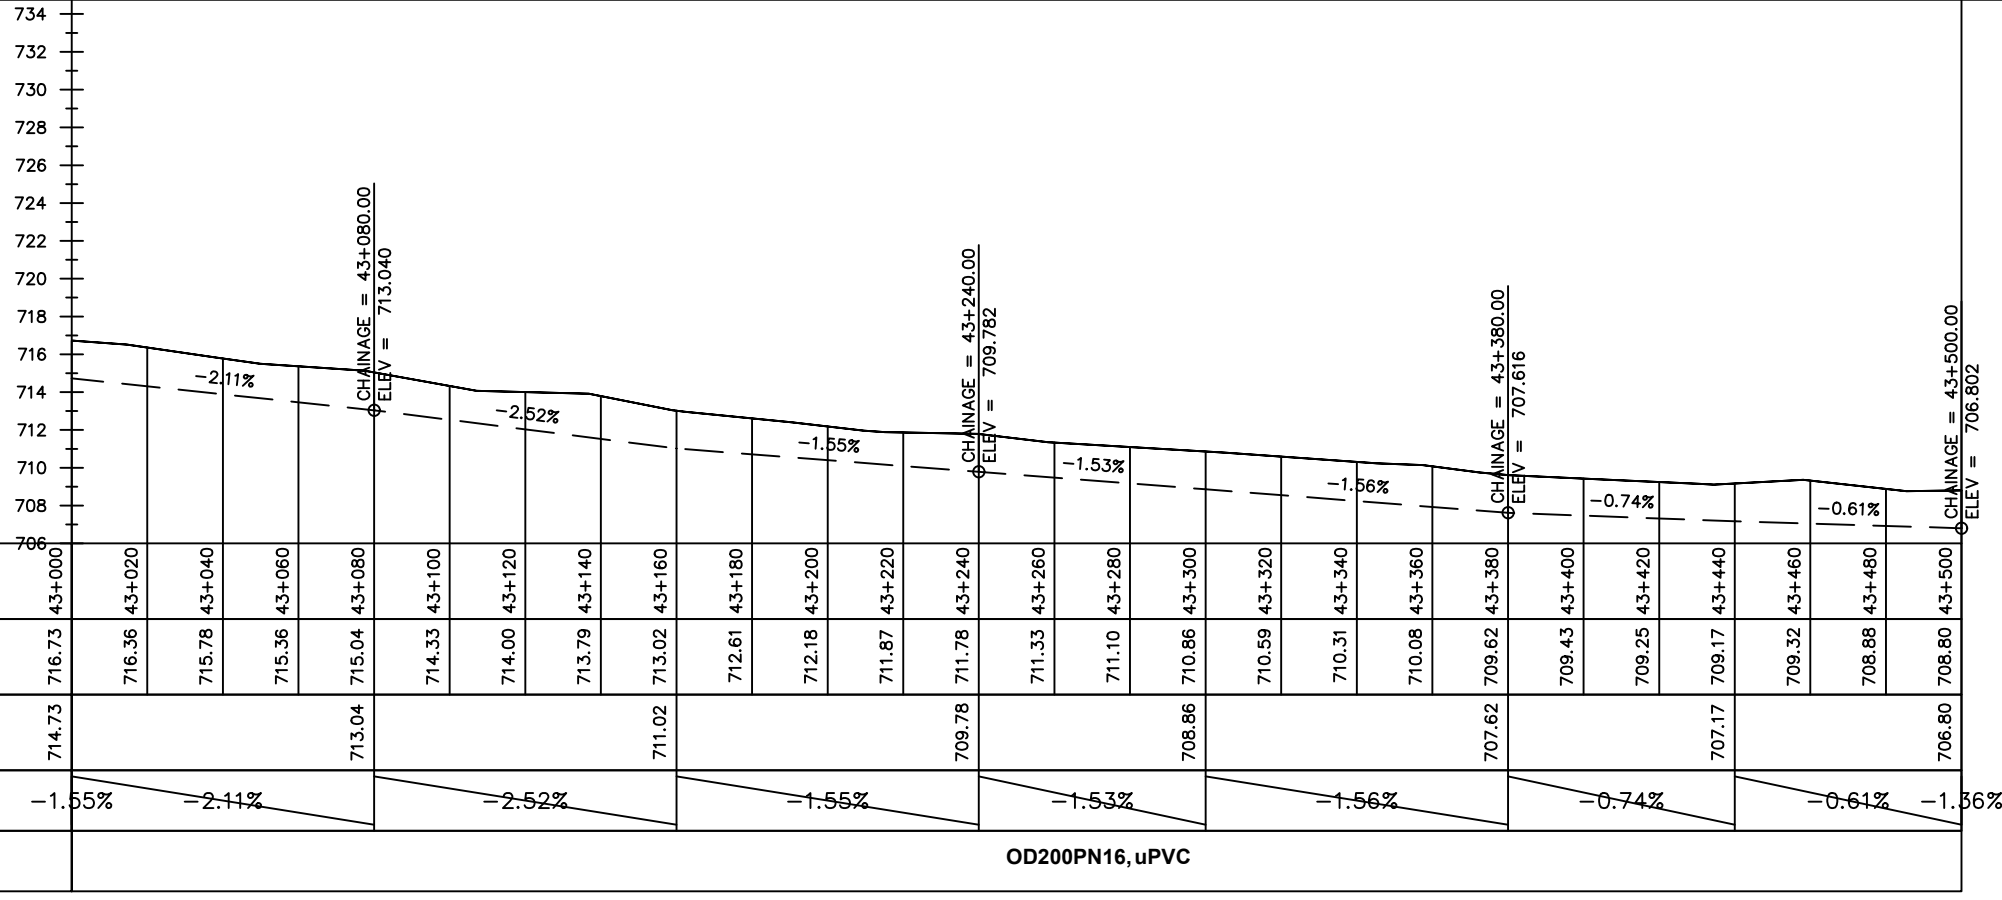 734
732
730
728
726
724
722
720
718
716
714
712
710
708
706
CHAINAGE = 43+080.00
ELEV = 713.040
CHAINAGE = 43+240.00
ELEV = 709.782
CHAINAGE = 43+380.00
ELEV = 707.616
CHAINAGE = 43+500.00
ELEV = 706.802
-2.11%
-2.52%
-1.55%
-1.53%
-1.56%
-0.74%
-0.61%
43+000 43+020 43+040 43+060 43+080 43+100 43+120 43+140 43+160 43+180 43+200 43+220 43+240 43+260 43+280 43+300 43+320 43+340 43+360 43+380 43+400 43+420 43+440 43+460 43+480 43+500
716.73 716.36 715.78 715.36 715.04 714.33 714.00 713.79 713.02 712.61 712.18 711.87 711.78 711.33 711.10 710.86 710.59 710.31 710.08 709.62 709.43 709.25 709.17 709.32 708.88 708.80
714.73 713.04 711.02 709.78 708.86 707.62 707.17 706.80
-1.55% -2.11% -2.52% -1.55% -1.53% -1.56% -0.74% -0.61% -1.36%
OD200PN16, uPVC